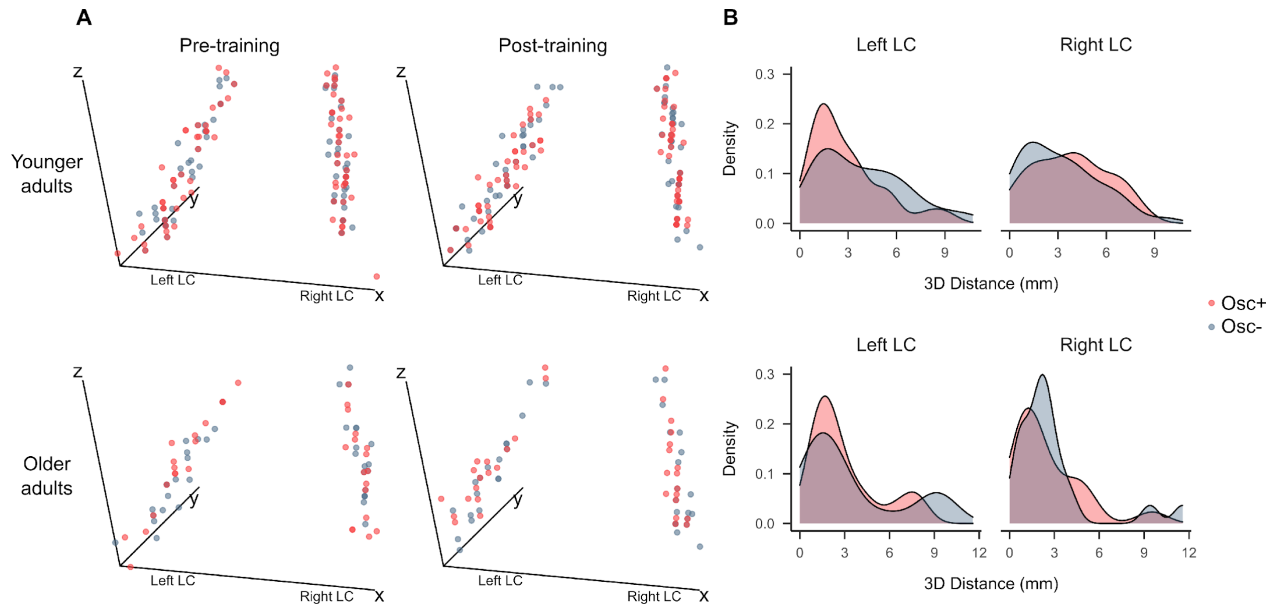 A
B
Pre-training
Post-training
Left LC
Right LC
z
z
Younger
adults
y
y
Left LC
Right LC
x
Left LC
Right LC
x
Density
0.3
0.2
0.1
0.0
0
3
6
9
0
3
6
9
3D Distance (mm)
Osc+
Osc-
Left LC
Right LC
z
z
Older
adults
y
y
Left LC
Right LC
x
Left LC
Right LC
x
Density
0.3
0.2
0.1
0.0
0
3
6
9
12
0
3
6
9
12
3D Distance (mm)